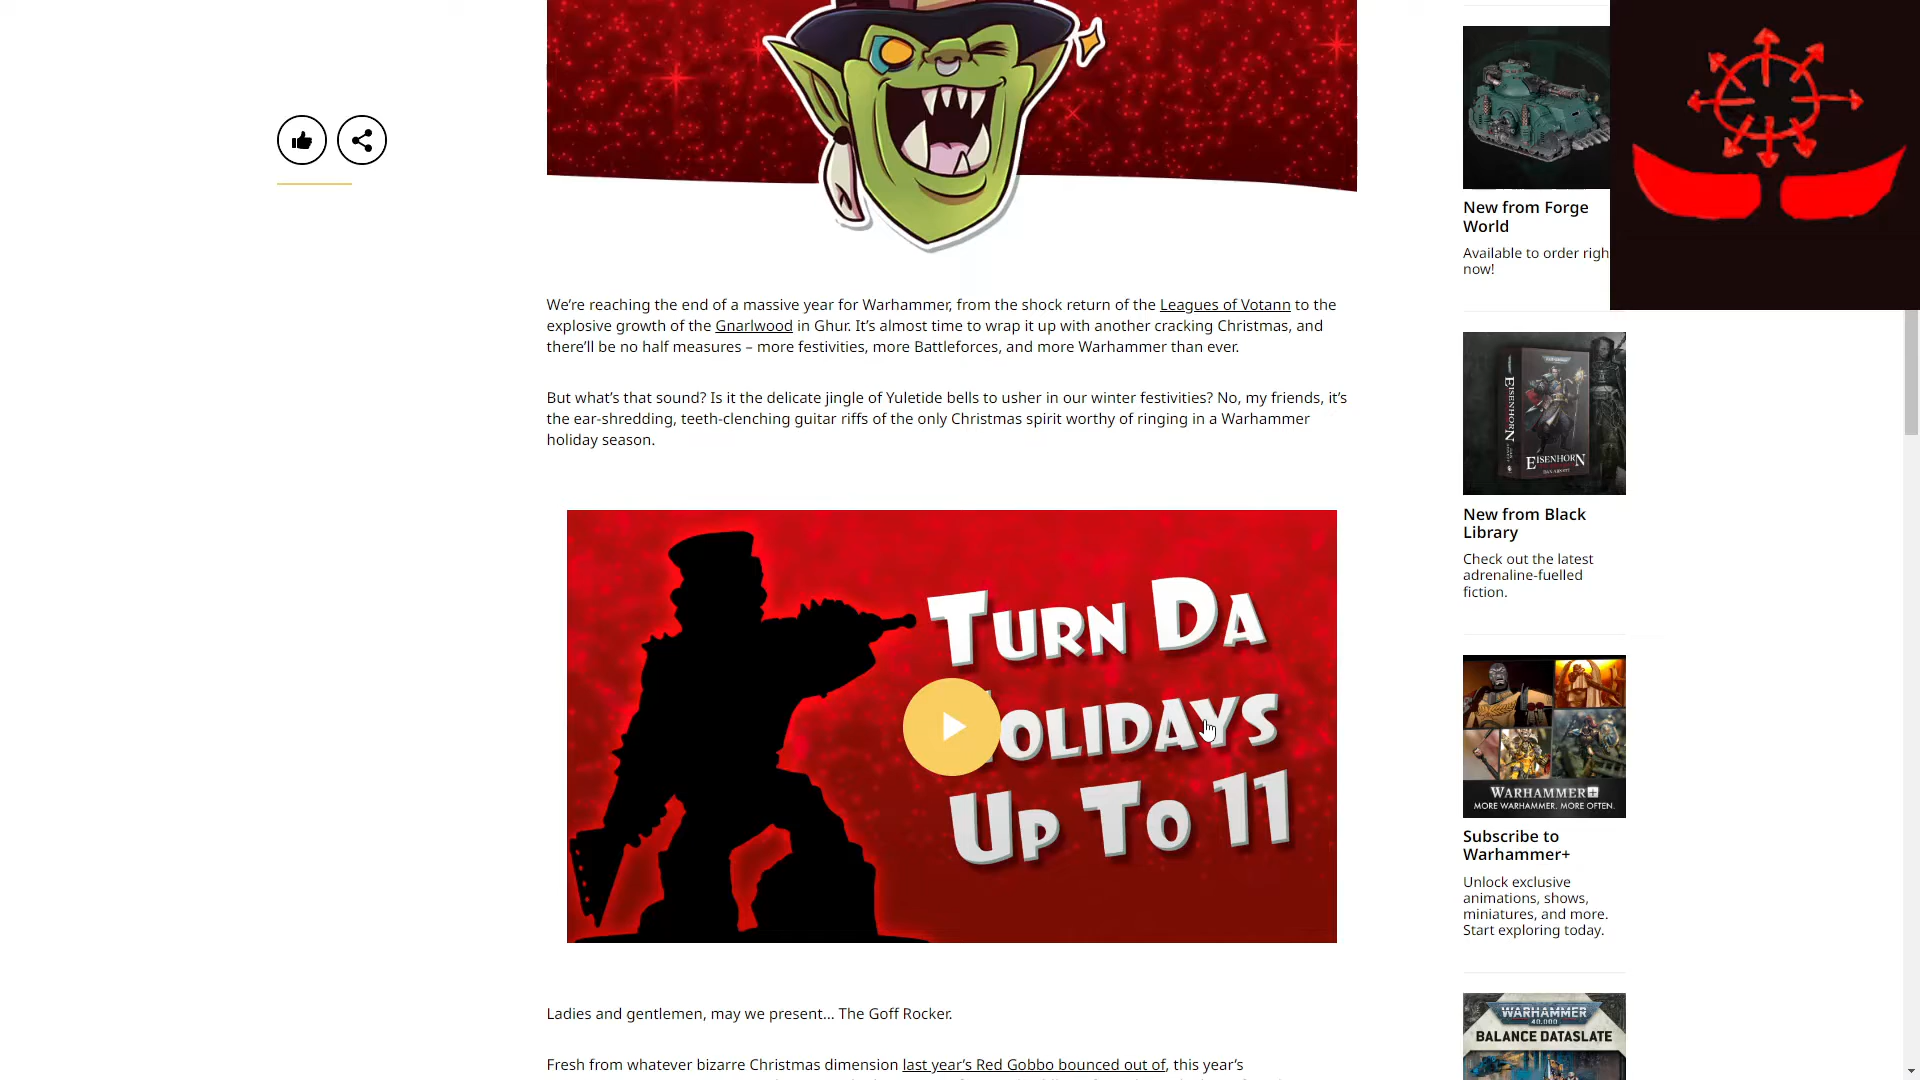 We're reaching the end of a massive year for Warhammer, from the shock return of the Leagues of Votann to the
explosive growth of the Gnarlwood in Ghur. It's almost time to wrap it up with another cracking Christmas, and
there'll be no half measures – more festivities, more Battleforces, and more Warhammer than ever.
But what's that sound? Is it the delicate jingle of Yuletide bells to usher in our winter festivities? No, my friends, it's
the ear-shredding, teeth-clenching guitar riffs of the only Christmas spirit worthy of ringing in a Warhammer
holiday season.
TURN DA
OLIDAYS
UP TO 11
Ladies and gentlemen, may we present… The Goff Rocker.
Fresh from whatever bizarre Christmas dimension last year's Red Gobbo bounced out of, this year's
New from Forge
World
Available to order righ
now!
EISENHORN
EISENHORN
DAN ABNETT
New from Black
Library
Check out the latest
adrenaline-fuelled
fiction.
WARHAMMER+
MORE WARHAMMER. MORE OFTEN.
Subscribe to
Warhammer+
Unlock exclusive
animations, shows,
miniatures, and more.
Start exploring today.
WARHAMMER
40,000
BALANCE DATASLATE